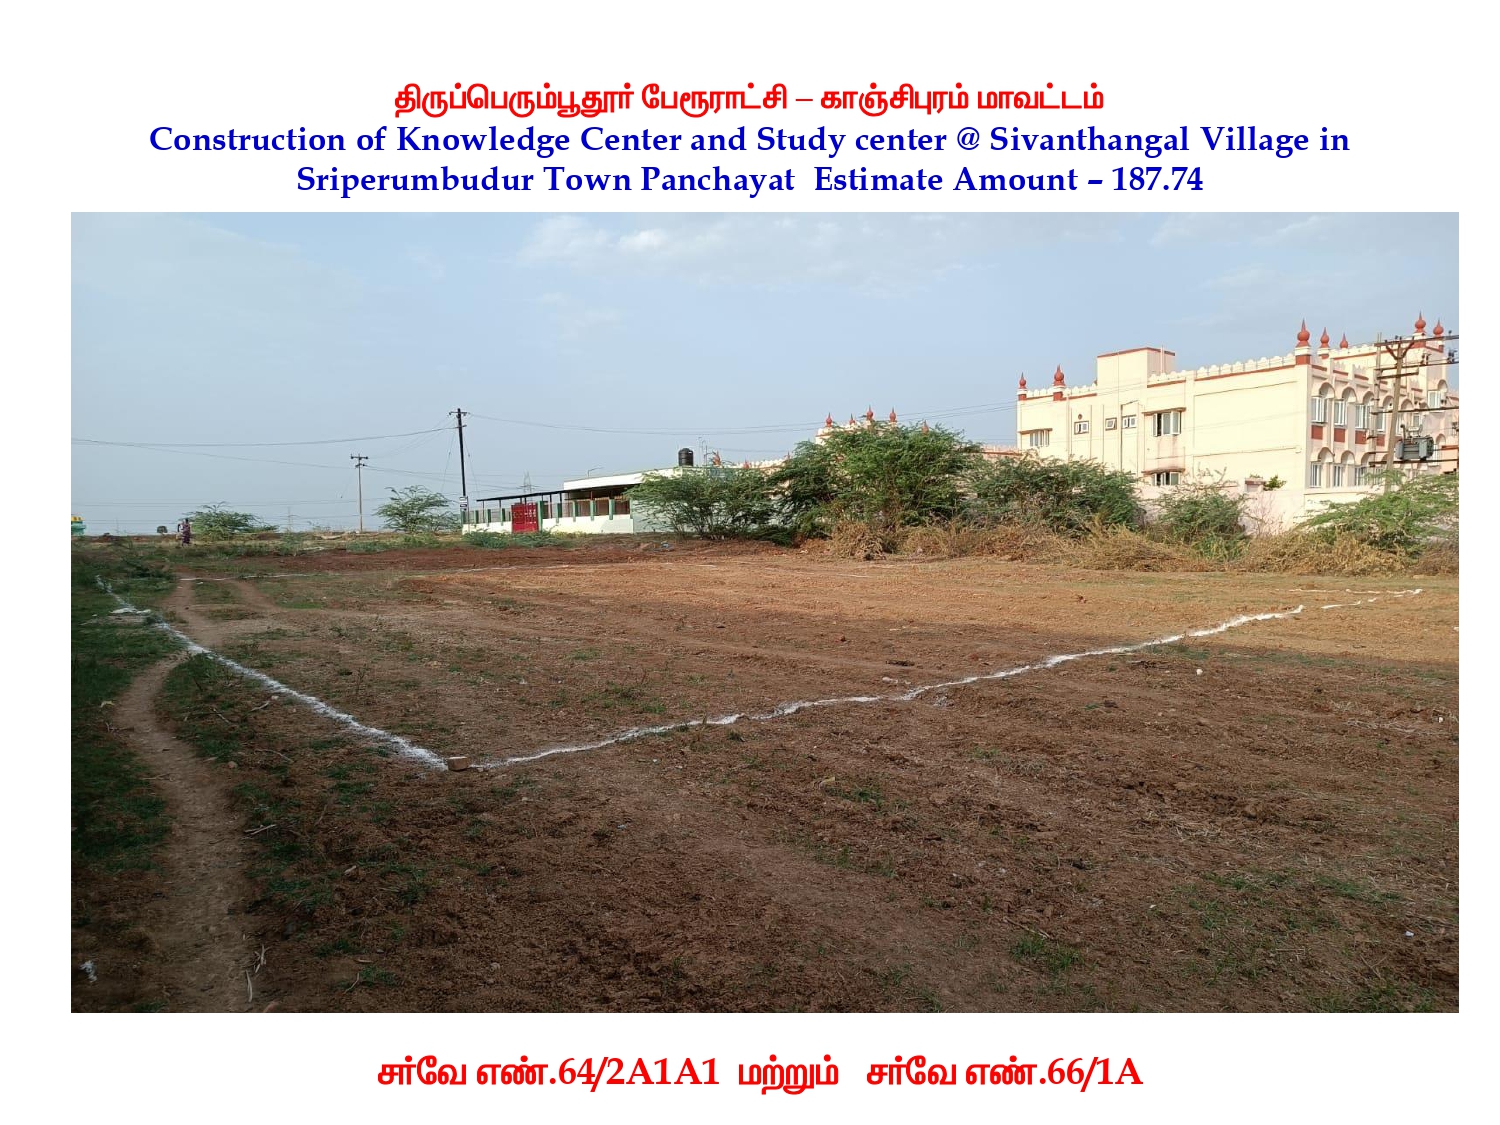 திருப்பெரும்பூதூர் பேரூராட்சி – காஞ்சிபுரம் மாவட்டம்
Construction of Knowledge Center and Study center @ Sivanthangal Village in
Sriperumbudur Town Panchayat Estimate Amount – 187.74
சர்வே எண்.64/2A1A1 மற்றும் சர்வே எண்.66/1A